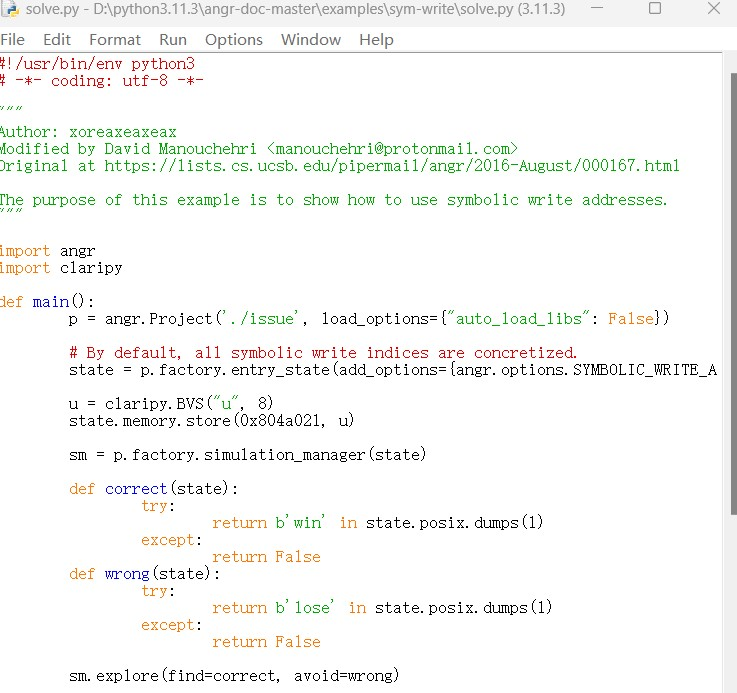 solve.py - D:\python3.11.3\angr-doc-master\examples\sym-write\solve.py (3.11.3)
File Edit Format Run Options Window Help
#!/usr/bin/env python3
# -*- coding: utf-8 -*-
"""
Author: xoreaxeaxeax
Modified by David Manouchehri <manouchehri@protonmail.com>
Original at https://lists.cs.ucsb.edu/pipermail/angr/2016-August/000167.html
The purpose of this example is to show how to use symbolic write addresses.
"""
import angr
import claripy
def main():
p = angr.Project('./issue', load_options={"auto_load_libs": False})
# By default, all symbolic write indices are concretized.
state = p.factory.entry_state(add_options={angr.options.SYMBOLIC_WRITE_A
u = claripy.BVS("u", 8)
state.memory.store(0x804a021, u)
sm = p.factory.simulation_manager(state)
def correct(state):
try:
return b'win' in state.posix.dumps(1)
except:
return False
def wrong(state):
try:
return b'lose' in state.posix.dumps(1)
except:
return False
sm.explore(find=correct, avoid=wrong)